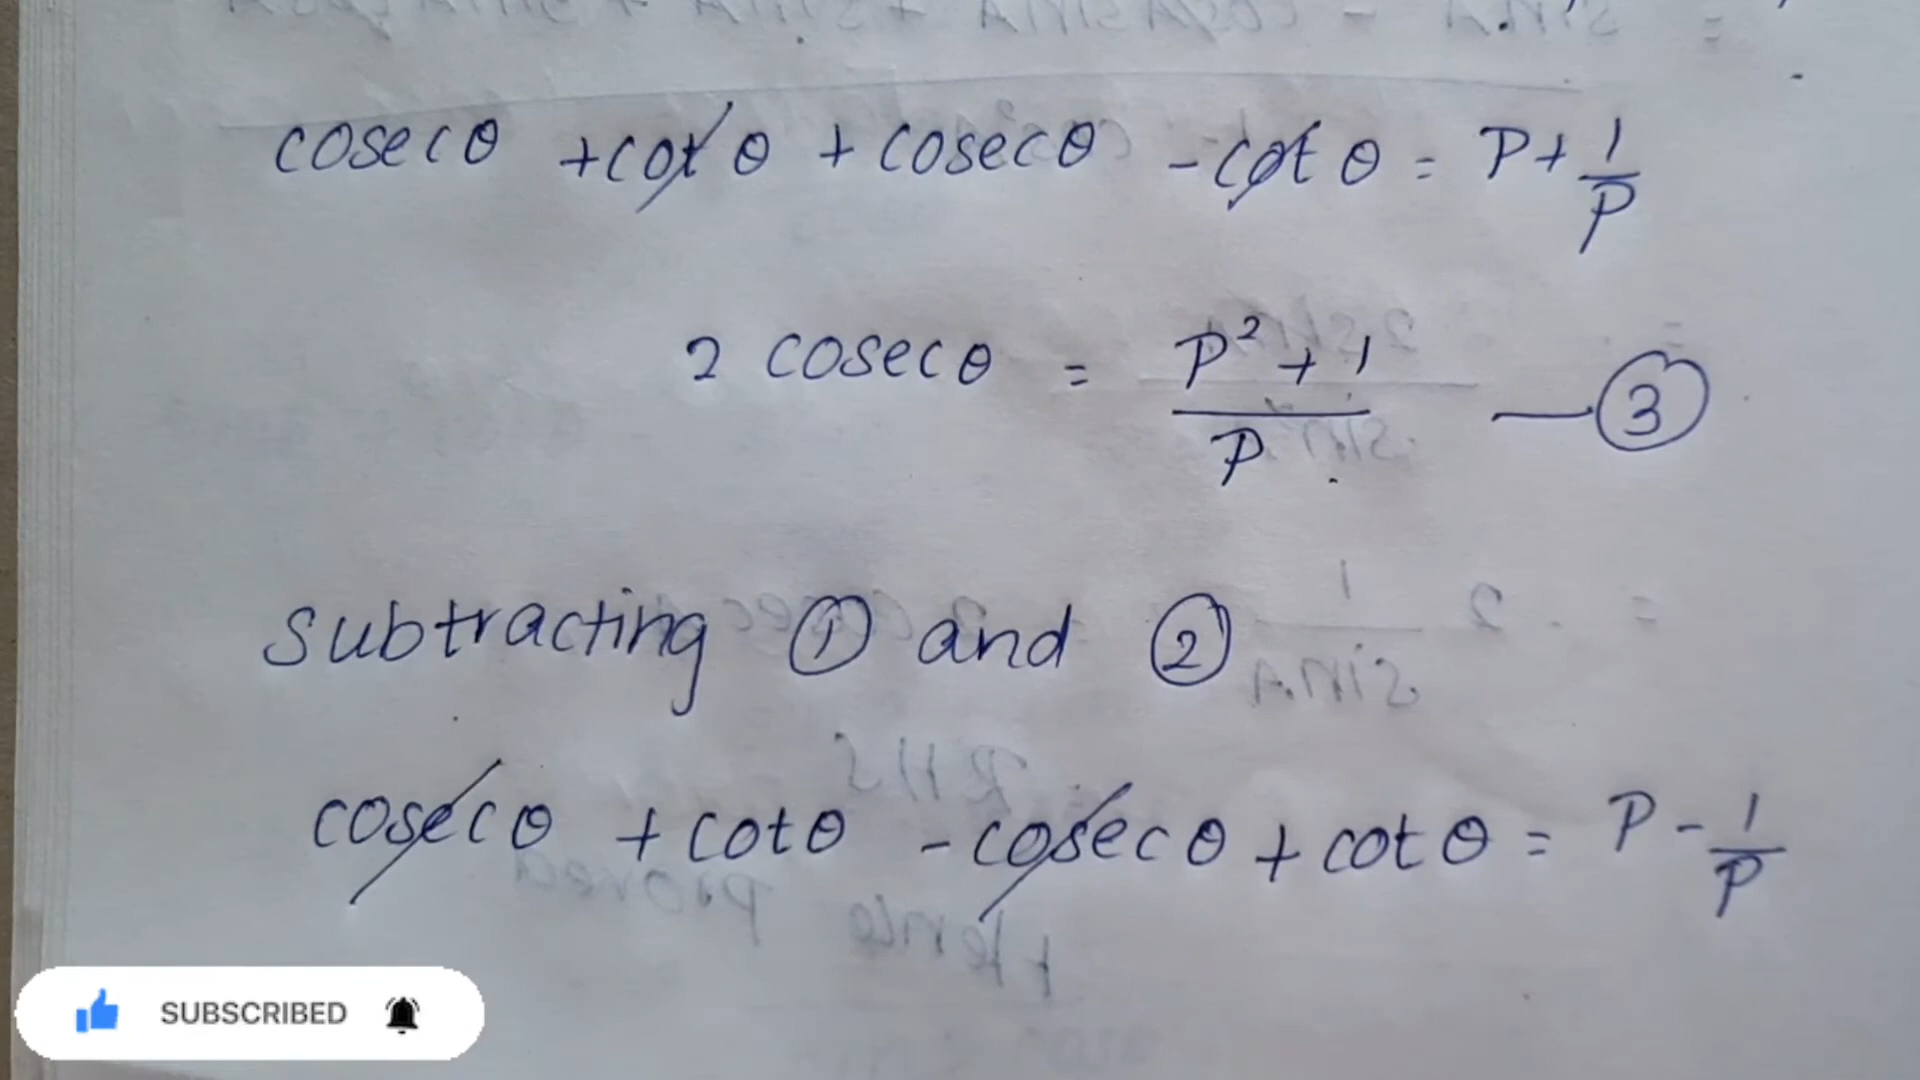 cosecθ + cotθ + cosecθ - cotθ = P + 1/P
2 cosecθ = P² + 1 / P — ③
subtracting ① and ②
cosecθ + cotθ - cosecθ + cotθ = P - 1/P
SUBSCRIBED